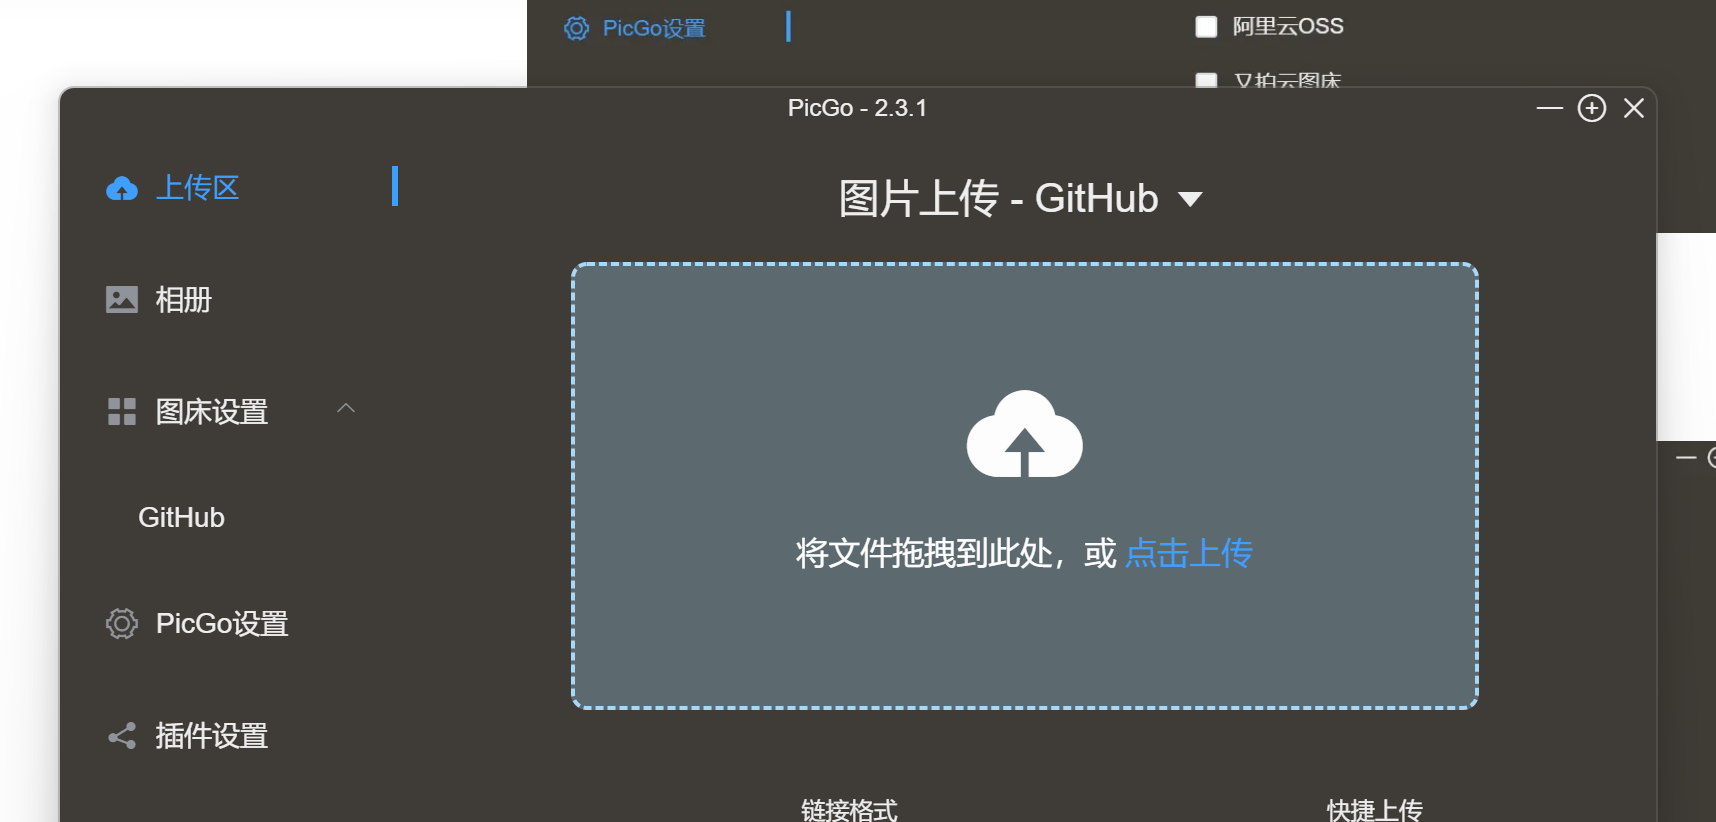 PicGo设置
阿里云OSS
又拍云图床
PicGo - 2.3.1
上传区
图片上传 - GitHub
相册
图床设置
GitHub
将文件拖拽到此处，或 点击上传
PicGo设置
插件设置
链接格式
快捷上传